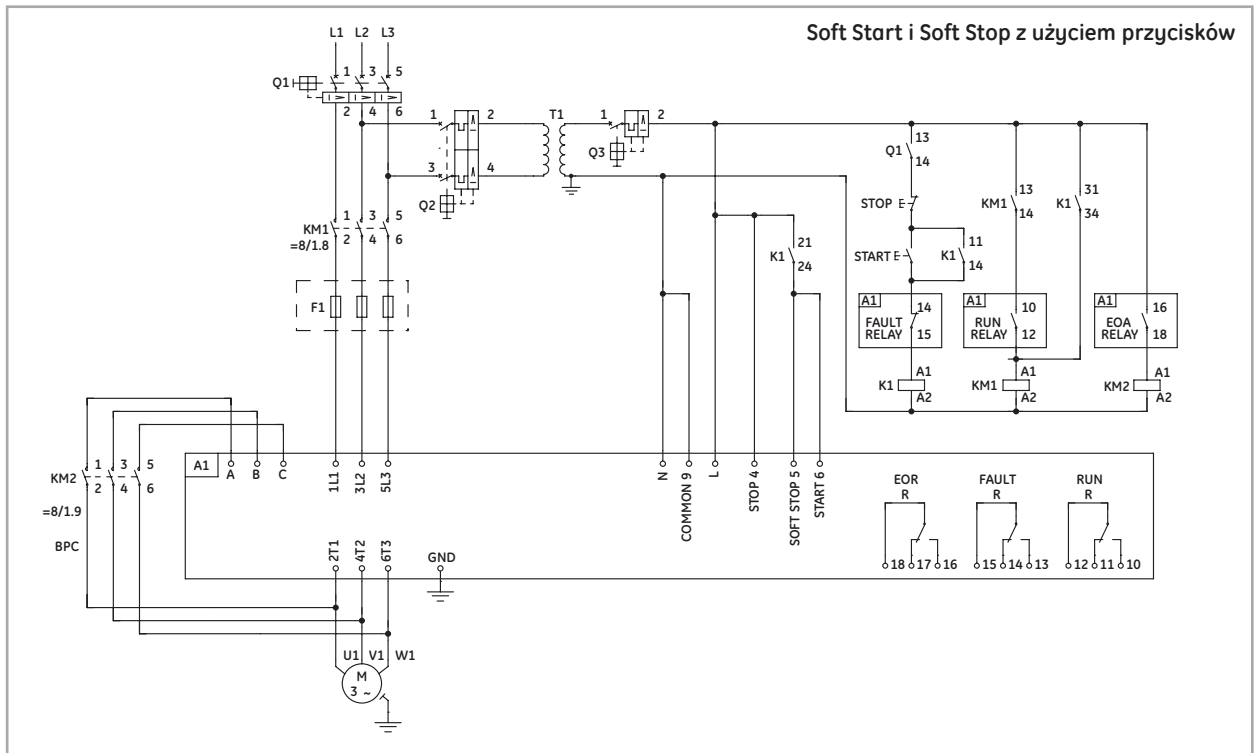 Soft Start i Soft Stop z użyciem przycisków
L1 L2 L3
Q1 1 3 5
2 4 6
1 2 T1 1 2
3 4 Q3
Q2
13
Q1
14
STOP E
START E
11
K1
14
13
KM1
14
31
K1
34
21
K1
24
KM1 1 3 5
=8/1.8 2 4 6
F1
A1 14
FAULT
RELAY 15
A1 10
RUN
RELAY 12
A1 16
EOA
RELAY 18
K1 A1
A2
KM1 A1
A2
KM2 A1
A2
KM2 1 3 5
2 4 6
=8/1.9
BPC
A1 A B C
1L1 3L2 5L3
N COMMON 9 L STOP 4 SOFT STOP 5 START 6
2T1 4T2 6T3
GND
EOR
R
18 17 16
FAULT
R
15 14 13
RUN
R
12 11 10
U1 V1 W1
M
3 ~